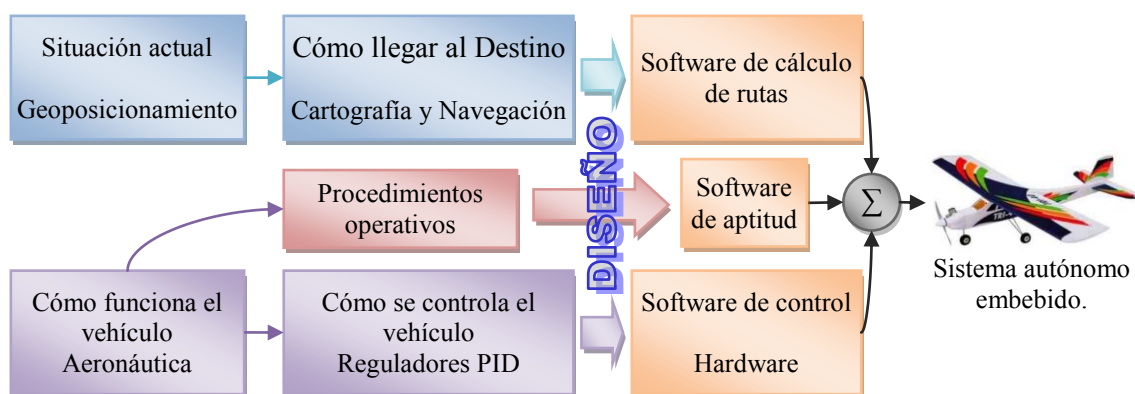 Situación actual
Geoposicionamiento
Cómo llegar al Destino
Cartografía y Navegación
Software de cálculo
de rutas
Procedimientos
operativos
DISEÑO
Software
de aptitud
Σ
Cómo funciona el
vehículo
Aeronáutica
Cómo se controla el
vehículo
Reguladores PID
Software de control
Hardware
Sistema autónomo
embebido.